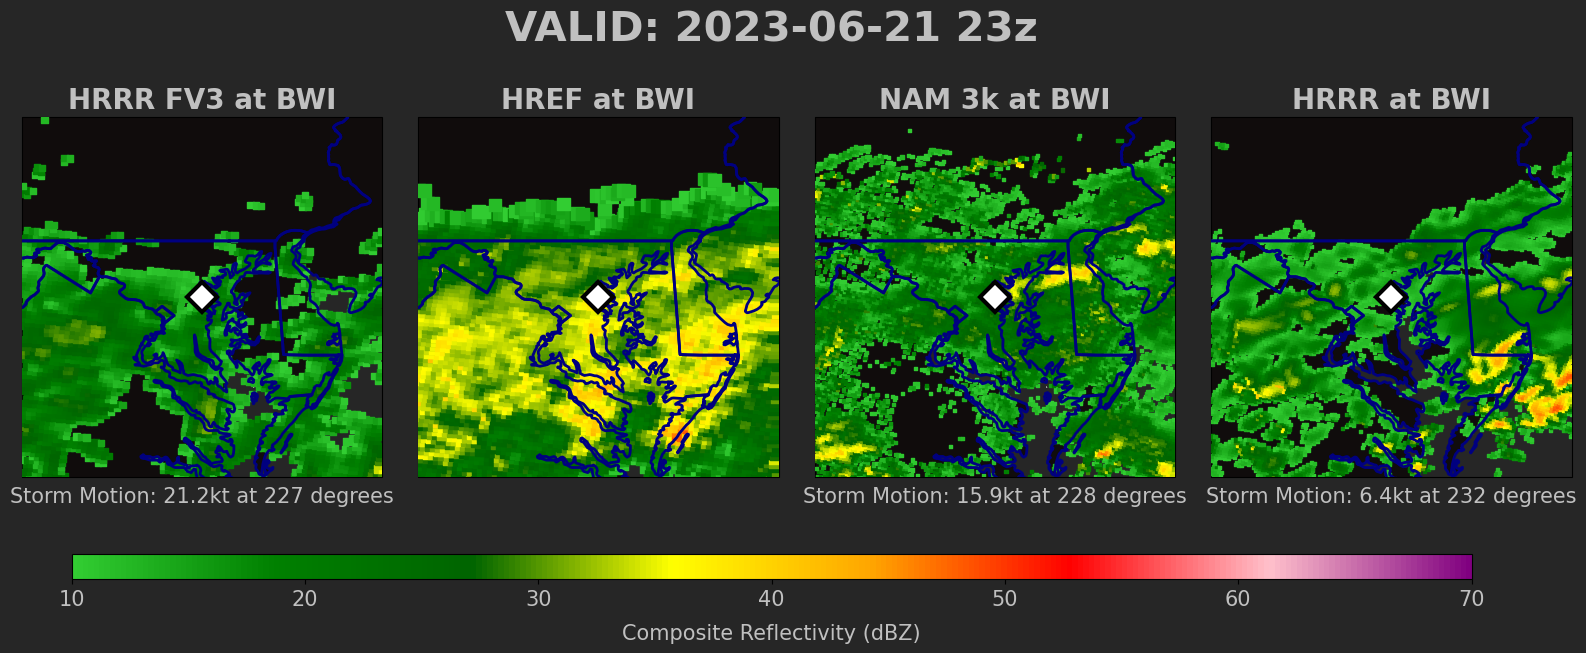 VALID: 2023-06-21 23z
HRRR FV3 at BWI
HREF at BWI
NAM 3k at BWI
HRRR at BWI
Storm Motion: 21.2kt at 227 degrees
Storm Motion: 15.9kt at 228 degrees
Storm Motion: 6.4kt at 232 degrees
10 20 30 40 50 60 70
Composite Reflectivity (dBZ)